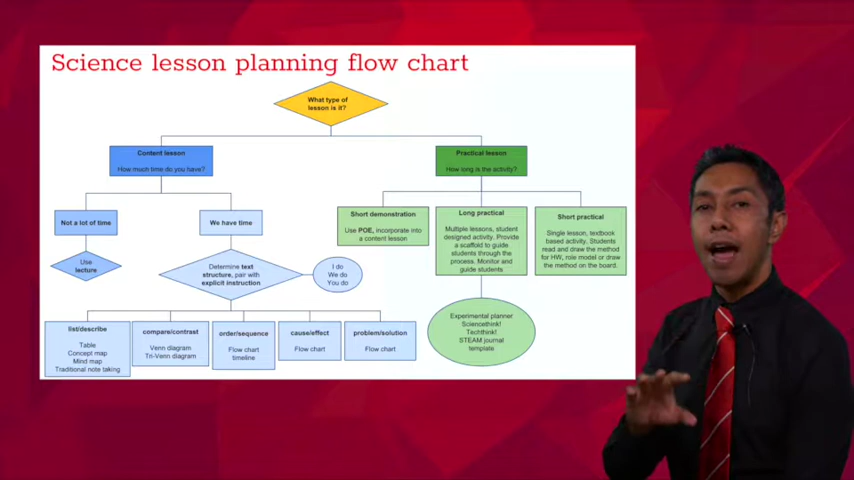 Science lesson planning flow chart
What type of
lesson is it?
Content lesson
How much time do you have?
Practical lesson
How long is the activity?
Not a lot of time
We have time
Short demonstration
Use POE, incorporate into
a content lesson
Long practical
Multiple lessons, student
designed activity. Provide
a scaffold to guide
students through the
process. Monitor and
guide students
Short practical
Single lesson, textbook
based activity. Students
read and draw the method
for HW, role model or draw
the method on the board.
Use
lecture
Determine text
structure, pair with
explicit instruction
I do
We do
You do
list/describe
Table
Concept map
Mind map
Traditional note taking
compare/contrast
Venn diagram
Tri-Venn diagram
order/sequence
Flow chart
timeline
cause/effect
Flow chart
problem/solution
Flow chart
Experimental planner
Sciencethink!
Techthink!
STEAM journal
template